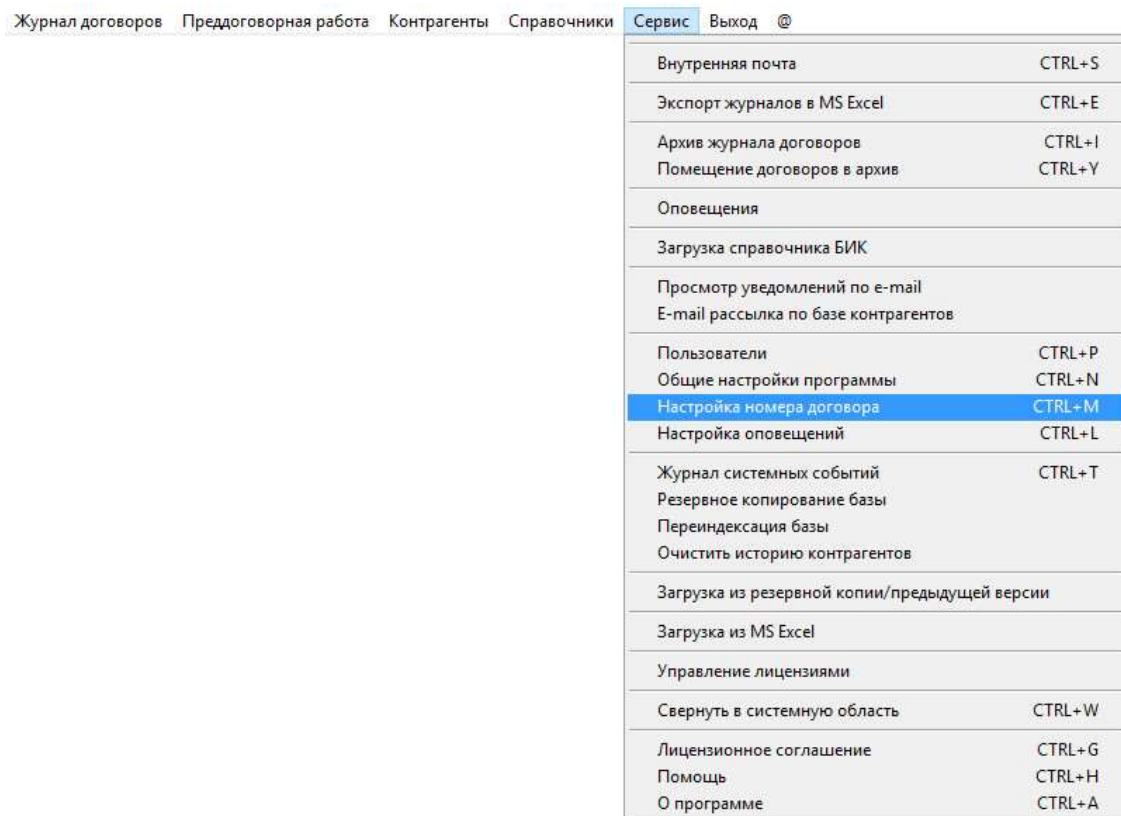 Журнал договоров Преддоговорная работа Контрагенты Справочники Сервис Выход @
Внутренняя почта CTRL+S
Экспорт журналов в MS Excel CTRL+E
Архив журнала договоров CTRL+I
Помещение договоров в архив CTRL+Y
Оповещения
Загрузка справочника БИК
Просмотр уведомлений по e-mail
E-mail рассылка по базе контрагентов
Пользователи CTRL+P
Общие настройки программы CTRL+N
Настройка номера договора CTRL+M
Настройка оповещений CTRL+L
Журнал системных событий CTRL+T
Резервное копирование базы
Переиндексация базы
Очистить историю контрагентов
Загрузка из резервной копии/предыдущей версии
Загрузка из MS Excel
Управление лицензиями
Свернуть в системную область CTRL+W
Лицензионное соглашение CTRL+G
Помощь CTRL+H
О программе CTRL+A